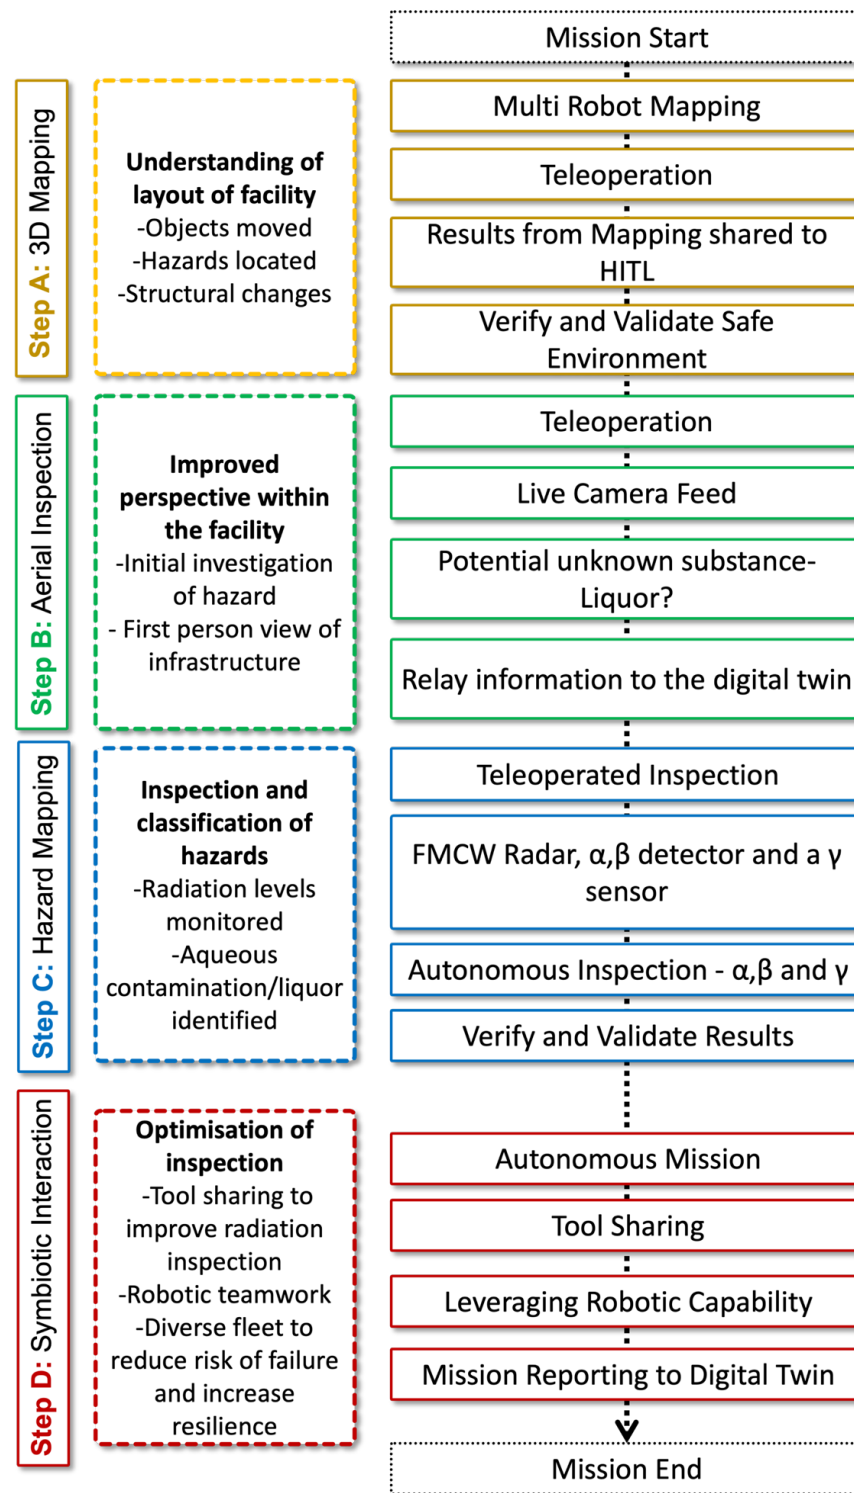 Mission Start
Step A: 3D Mapping
Understanding of
layout of facility
-Objects moved
-Hazards located
-Structural changes
Multi Robot Mapping
Teleoperation
Results from Mapping shared to
HITL
Verify and Validate Safe
Environment
Step B: Aerial Inspection
Improved
perspective within
the facility
-Initial investigation
of hazard
- First person view of
infrastructure
Teleoperation
Live Camera Feed
Potential unknown substance-
Liquor?
Relay information to the digital twin
Step C: Hazard Mapping
Inspection and
classification of
hazards
-Radiation levels
monitored
-Aqueous
contamination/liquor
identified
Teleoperated Inspection
FMCW Radar, α,β detector and a γ
sensor
Autonomous Inspection - α,β and γ
Verify and Validate Results
Step D: Symbiotic Interaction
Optimisation of
inspection
-Tool sharing to
improve radiation
inspection
-Robotic teamwork
-Diverse fleet to
reduce risk of failure
and increase
resilience
Autonomous Mission
Tool Sharing
Leveraging Robotic Capability
Mission Reporting to Digital Twin
Mission End